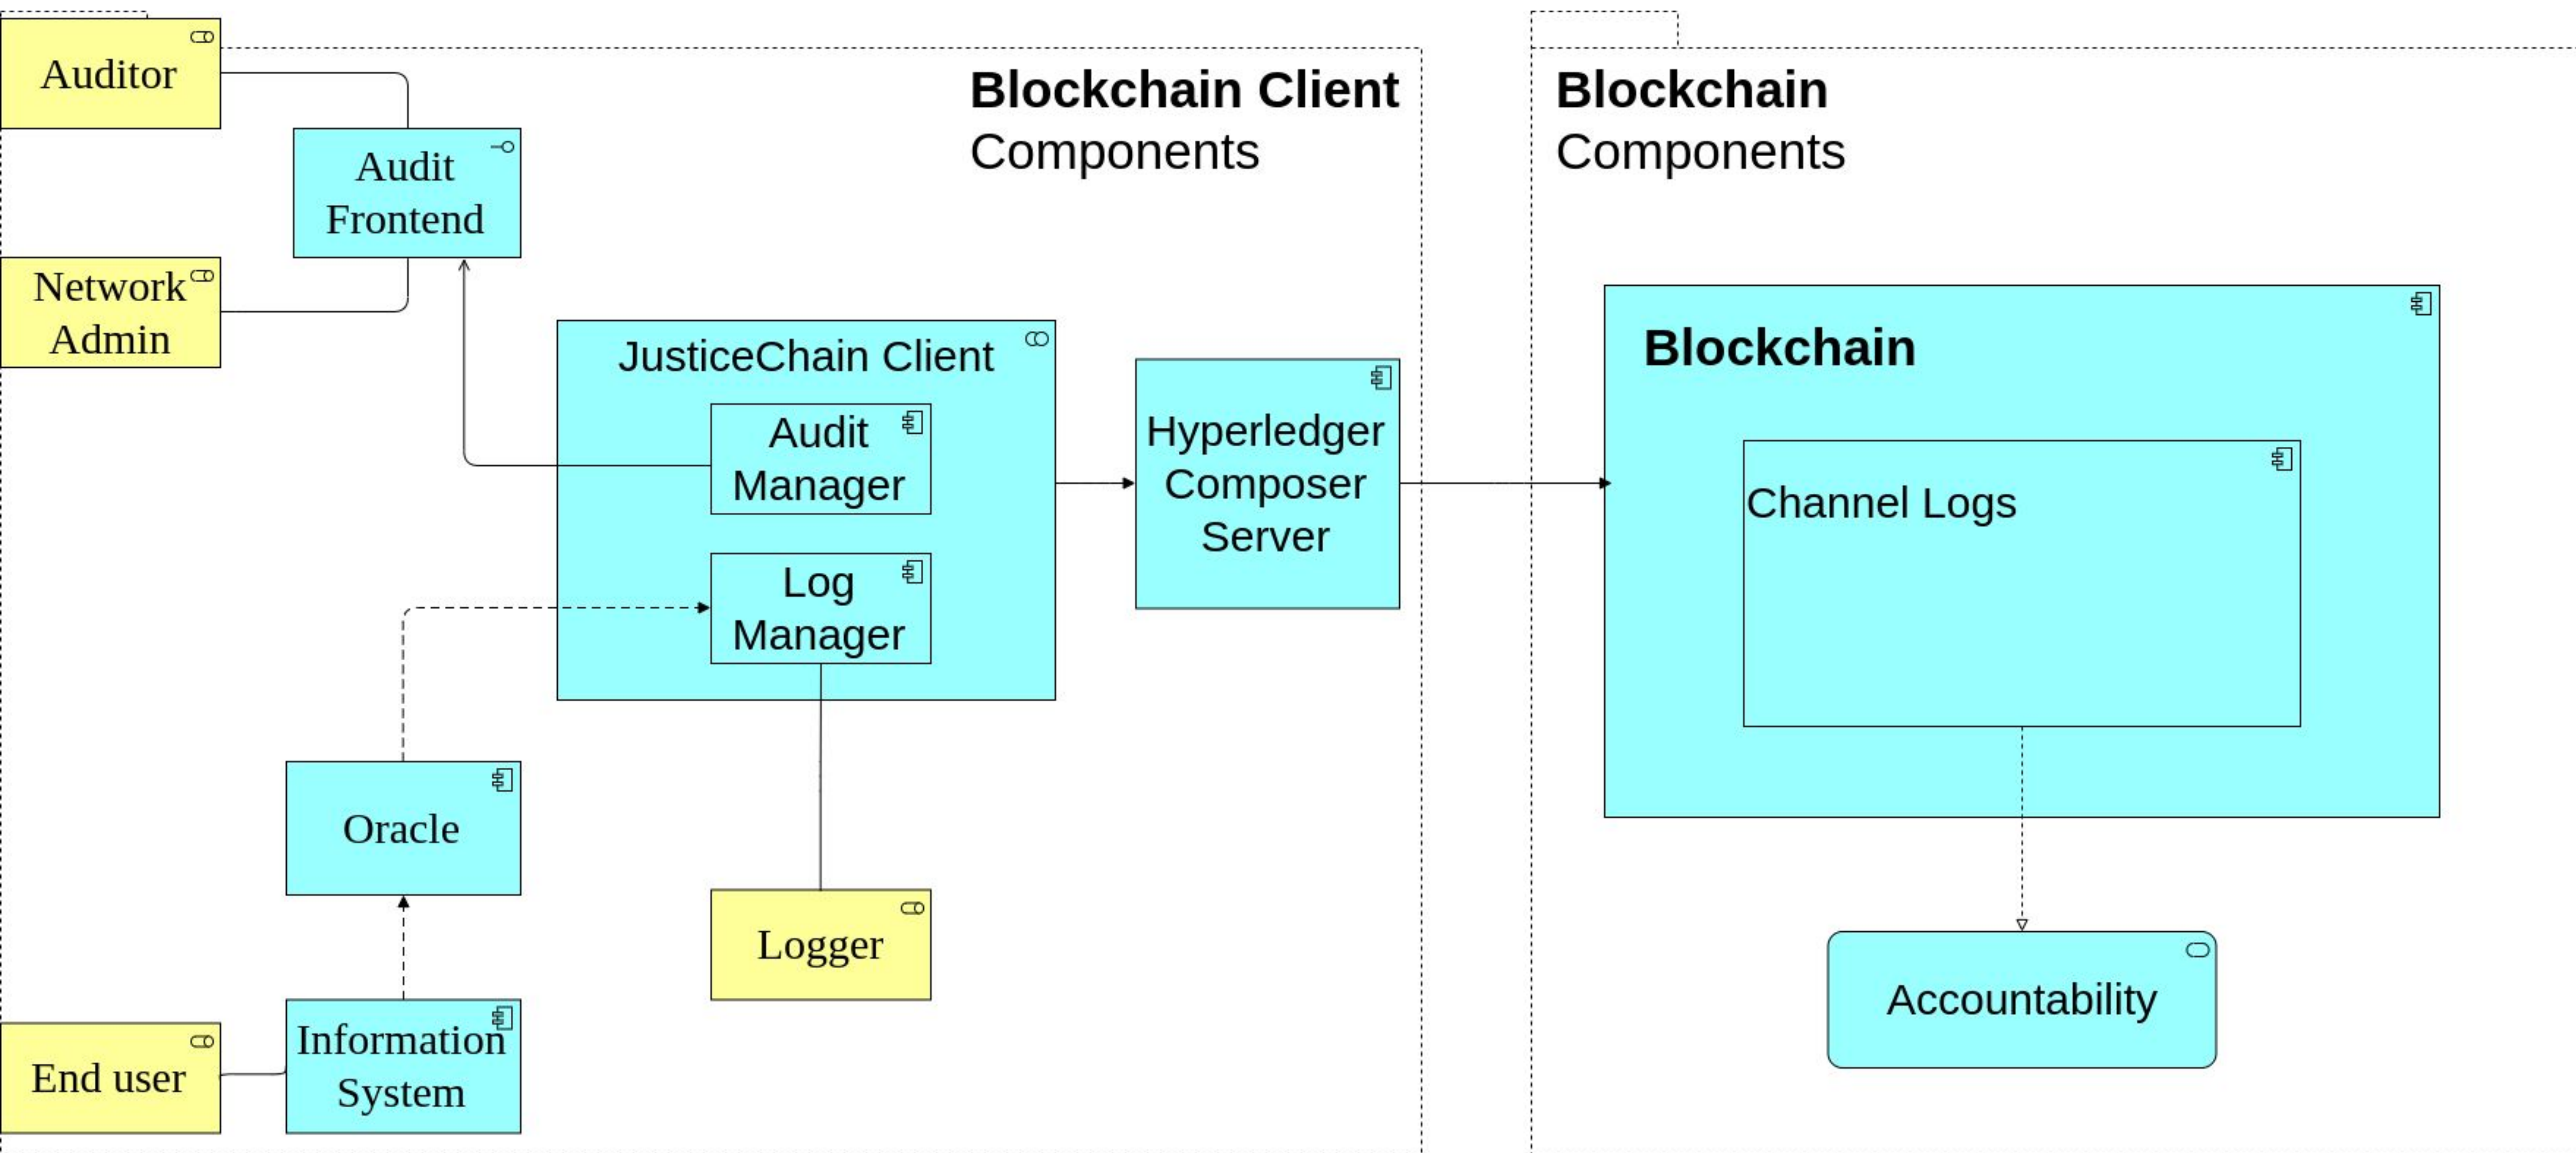 Auditor
Blockchain Client
Components
Blockchain
Components
Audit
Frontend
Network
Admin
JusticeChain Client
Audit
Manager
Log
Manager
Hyperledger
Composer
Server
Blockchain
Channel Logs
Oracle
Logger
Information
System
End user
Accountability